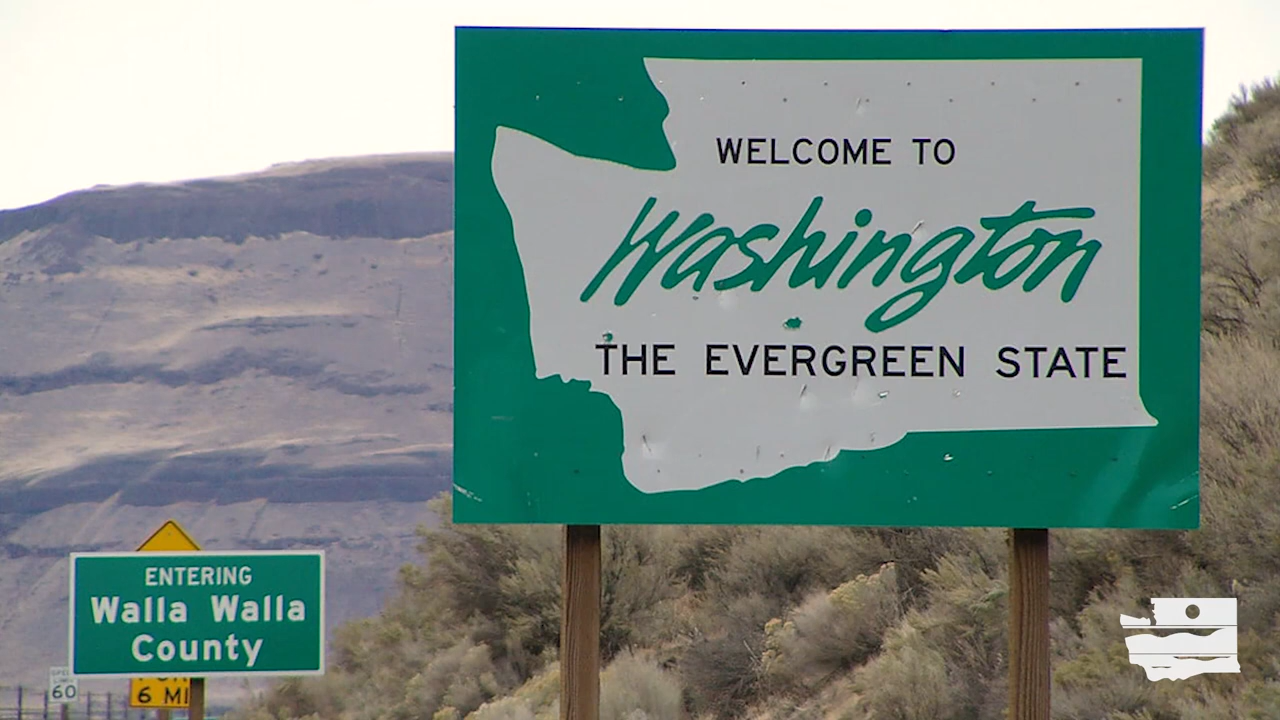 WELCOME TO
Washington
THE EVERGREEN STATE
ENTERING
Walla Walla
County
60
6 MI